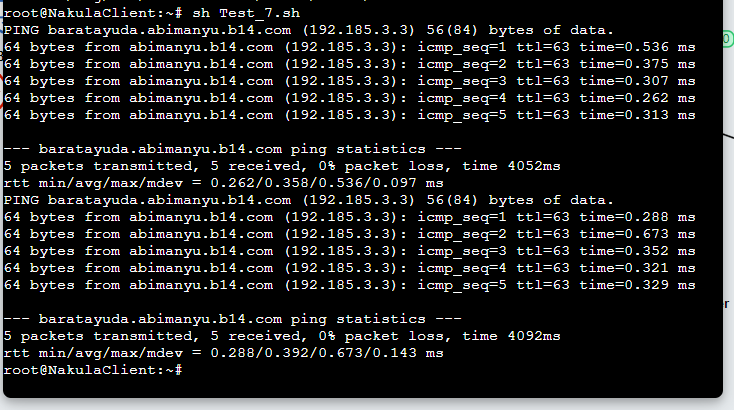 root@NakulaClient:~# sh Test_7.sh
PING baratayuda.abimanyu.b14.com (192.185.3.3) 56(84) bytes of data.
64 bytes from abimanyu.b14.com (192.185.3.3): icmp_seq=1 ttl=63 time=0.536 ms
64 bytes from abimanyu.b14.com (192.185.3.3): icmp_seq=2 ttl=63 time=0.375 ms
64 bytes from abimanyu.b14.com (192.185.3.3): icmp_seq=3 ttl=63 time=0.307 ms
64 bytes from abimanyu.b14.com (192.185.3.3): icmp_seq=4 ttl=63 time=0.262 ms
64 bytes from abimanyu.b14.com (192.185.3.3): icmp_seq=5 ttl=63 time=0.313 ms

--- baratayuda.abimanyu.b14.com ping statistics ---
5 packets transmitted, 5 received, 0% packet loss, time 4052ms
rtt min/avg/max/mdev = 0.262/0.358/0.536/0.097 ms
PING baratayuda.abimanyu.b14.com (192.185.3.3) 56(84) bytes of data.
64 bytes from abimanyu.b14.com (192.185.3.3): icmp_seq=1 ttl=63 time=0.288 ms
64 bytes from abimanyu.b14.com (192.185.3.3): icmp_seq=2 ttl=63 time=0.673 ms
64 bytes from abimanyu.b14.com (192.185.3.3): icmp_seq=3 ttl=63 time=0.352 ms
64 bytes from abimanyu.b14.com (192.185.3.3): icmp_seq=4 ttl=63 time=0.321 ms
64 bytes from abimanyu.b14.com (192.185.3.3): icmp_seq=5 ttl=63 time=0.329 ms

--- baratayuda.abimanyu.b14.com ping statistics ---
5 packets transmitted, 5 received, 0% packet loss, time 4092ms
rtt min/avg/max/mdev = 0.288/0.392/0.673/0.143 ms
root@NakulaClient:~#